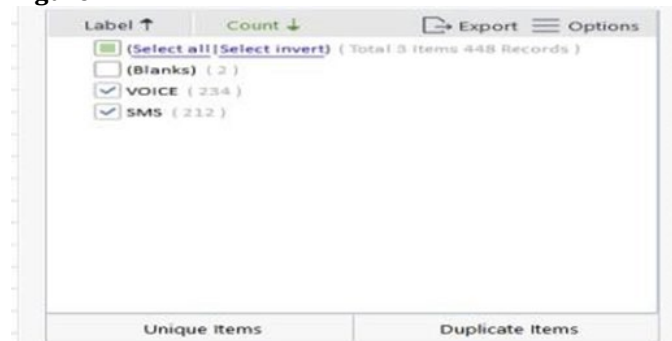 Label ↑ Count ↓ Export Options
(Select all|Select invert) ( Total 3 Items 448 Records )
(Blanks) ( 2 )
VOICE ( 234 )
SMS ( 212 )
Unique Items Duplicate Items